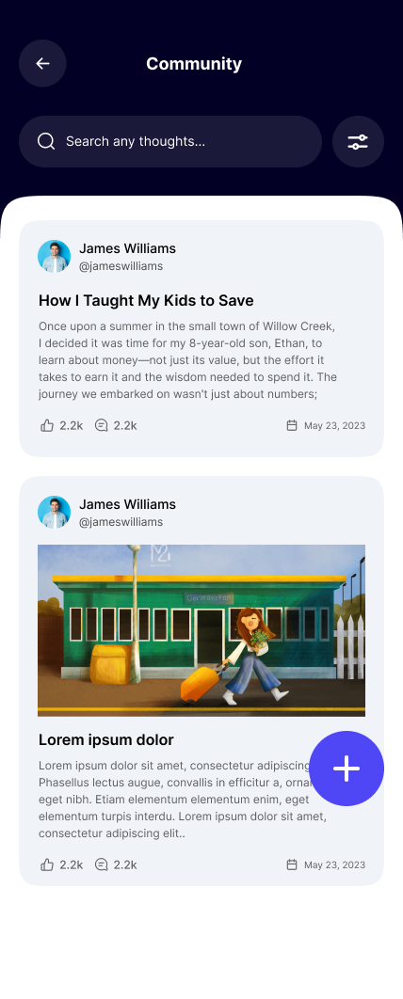 Community
Search any thoughts...
James Williams
@jameswilliams
How I Taught My Kids to Save
Once upon a summer in the small town of Willow Creek,
I decided it was time for my 8-year-old son, Ethan, to
learn about money—not just its value, but the effort it
takes to earn it and the wisdom needed to spend it. The
journey we embarked on wasn't just about numbers;
2.2k 2.2k May 23, 2023
James Williams
@jameswilliams
Lorem ipsum dolor
Lorem ipsum dolor sit amet, consectetur adipiscing
Phasellus lectus augue, convallis in efficitur a,
eget nibh. Etiam elementum elementum enim, eget
elementum turpis interdu. Lorem ipsum dolor sit amet,
consectetur adipiscing elit..
2.2k 2.2k May 23, 2023